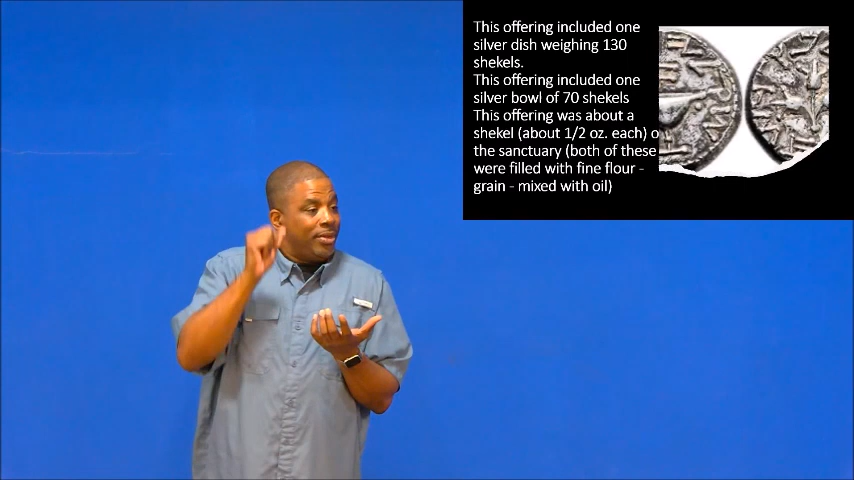 This offering included one
silver dish weighing 130
shekels.
This offering included one
silver bowl of 70 shekels
This offering was about a
shekel (about 1/2 oz. each) o
the sanctuary (both of these
were filled with fine flour -
grain - mixed with oil)